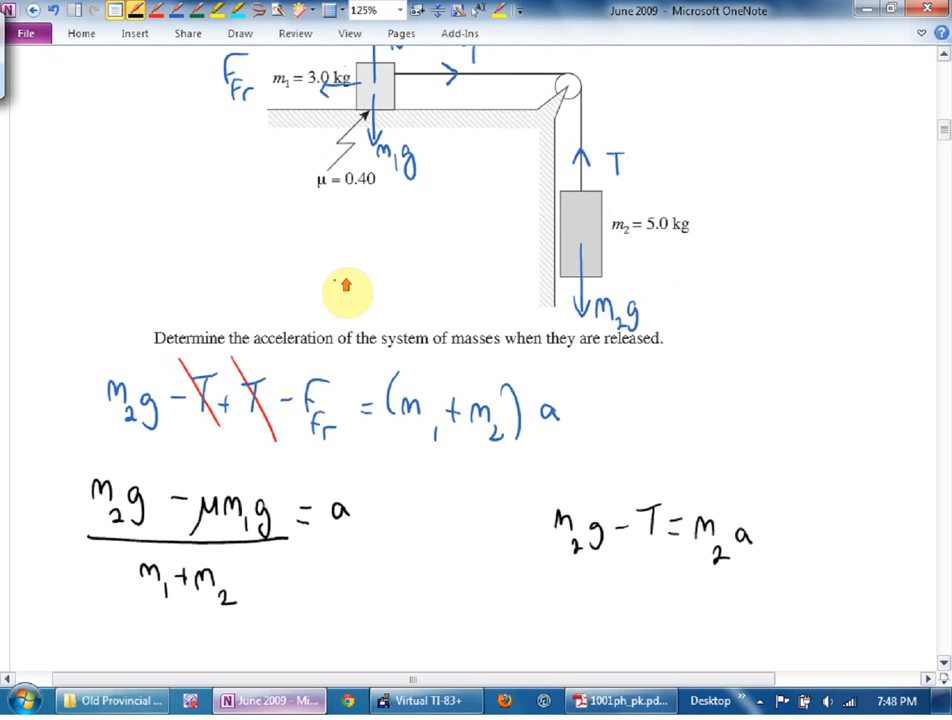 125%
June 2009 - Microsoft OneNote
File Home Insert Share Draw Review View Pages Add-Ins
F_Fr
m₁ = 3.0 kg
T
m₁g
μ = 0.40
m₂ = 5.0 kg
m₂g
Determine the acceleration of the system of masses when they are released.
m₂g - T + T - F_Fr = (m₁ + m₂) a
m₂g - μm₁g = a
m₁ + m₂
m₂g - T = m₂a
Old Provincial ...
June 2009 - Mi...
Virtual TI-83+
1001ph_pk.pd...
Desktop
7:48 PM